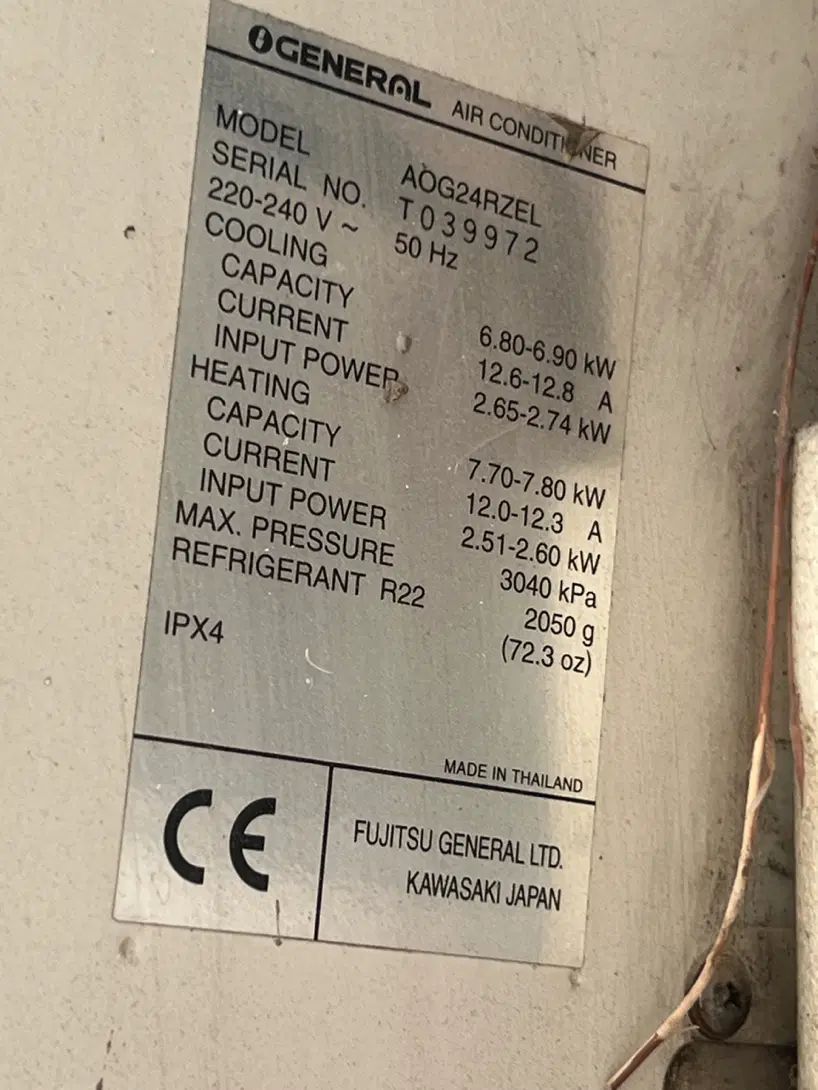 GENERAL AIR CONDITIONER
MODEL AOG24RZEL
SERIAL NO. T039972
220-240 V ~ 50 Hz
COOLING
CAPACITY 6.80-6.90 kW
CURRENT 12.6-12.8 A
INPUT POWER 2.65-2.74 kW
HEATING
CAPACITY 7.70-7.80 kW
CURRENT 12.0-12.3 A
INPUT POWER 2.51-2.60 kW
MAX. PRESSURE 3040 kPa
REFRIGERANT R22 2050 g
(72.3 oz)
IPX4
MADE IN THAILAND
CE
FUJITSU GENERAL LTD.
KAWASAKI JAPAN